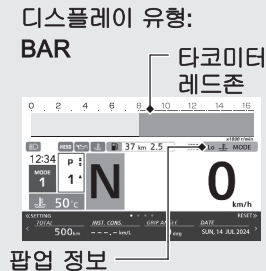 디스플레이 유형:
BAR
타코미터
레드존
0 2 4 6 8 10 12 14 16
x1000 r/min
HESD 37 km 2.5 Lo MODE
12:34 P 1
MODE
1
N
0
50°c
km/h
≪SETTING RESET≫
TOTAL INST. CONS. GRIP ANGLE DATE
500km ---.-km/L deg SUN, 14 JUL 2024
팝업 정보